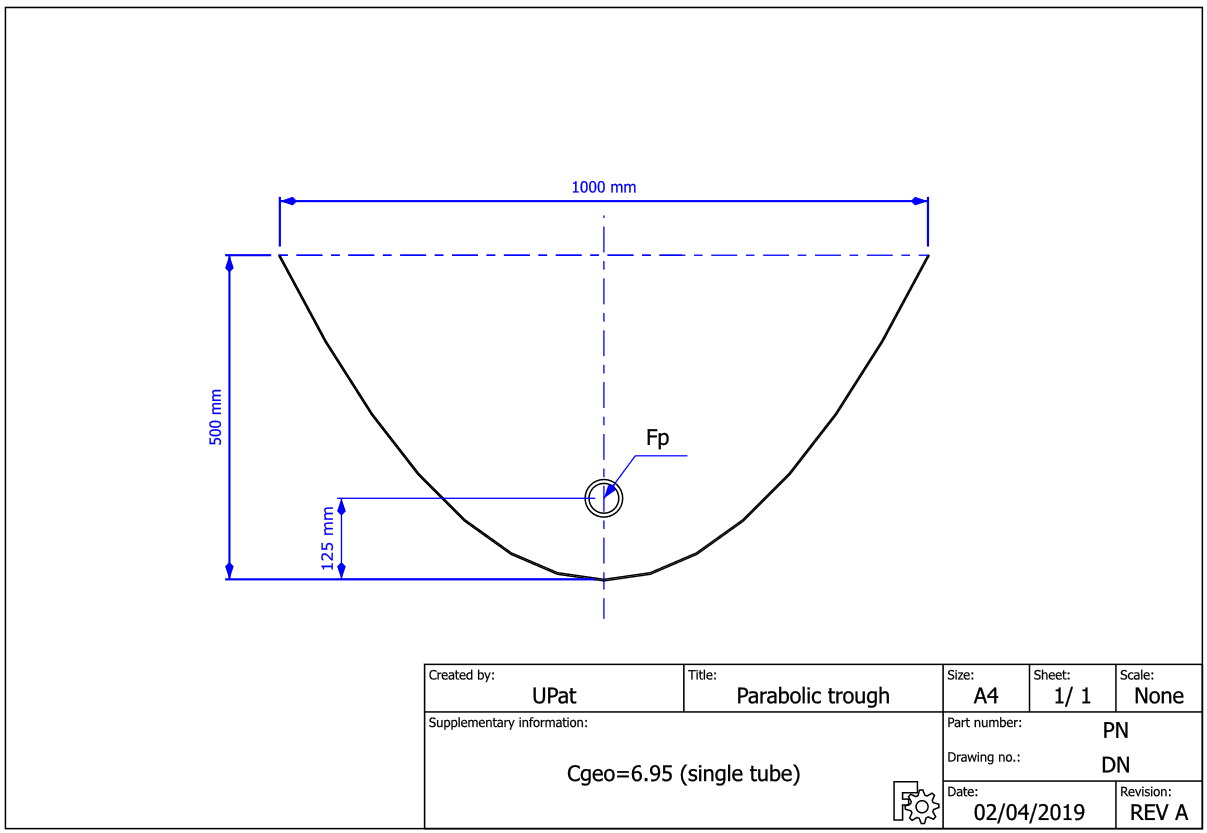 1000 mm
500 mm
Fp
125 mm
Created by:
UPat
Title:
Parabolic trough
Size:
A4
Sheet:
1/ 1
Scale:
None
Supplementary information:
Cgeo=6.95 (single tube)
Part number:
PN
Drawing no.:
DN
Date:
02/04/2019
Revision:
REV A